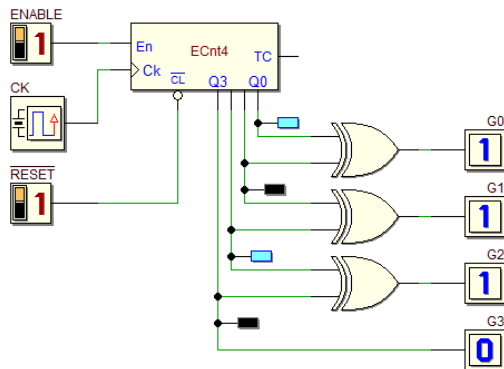 ENABLE
1
En
ECnt4
TC
Ck
CL
Q3
Q0
CK
RESET
1
G0
1
G1
1
G2
1
G3
0